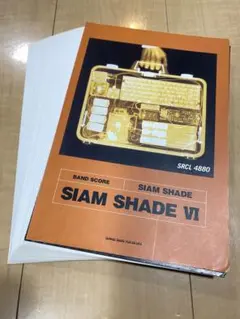 SRCL 4880
BAND SCORE
SIAM SHADE
SIAM SHADE VI